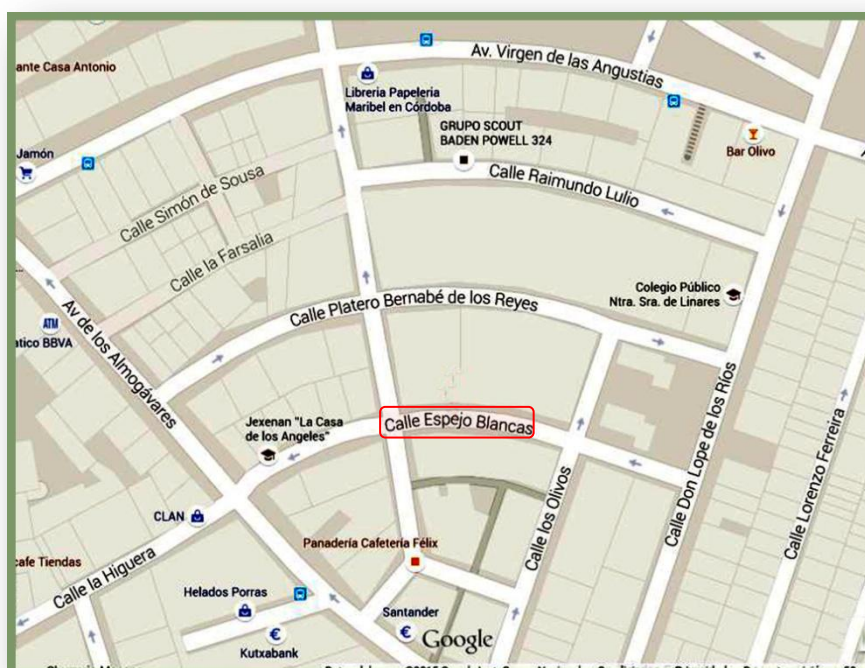 ante Casa Antonio
Av. Virgen de las Angustias
Libreria Papeleria
Maribel en Córdoba
GRUPO SCOUT
BADEN POWELL 324
Bar Olivo
Jamón
Calle Simón de Sousa
Calle Raimundo Lulio
Calle la Farsalia
Colegio Público
Ntra. Sra. de Linares
Calle Platero Bernabé de los Reyes
ATM
atico BBVA
Av de los Almogávares
Jexenan "La Casa
de los Angeles"
Calle Espejo Blancas
Calle Don Lope de los Ríos
Calle Lorenzo Ferreira
Calle los Olivos
CLAN
Panadería Cafetería Félix
cafe Tiendas
Calle la Higuera
Helados Porras
Santander
Kutxabank
Google